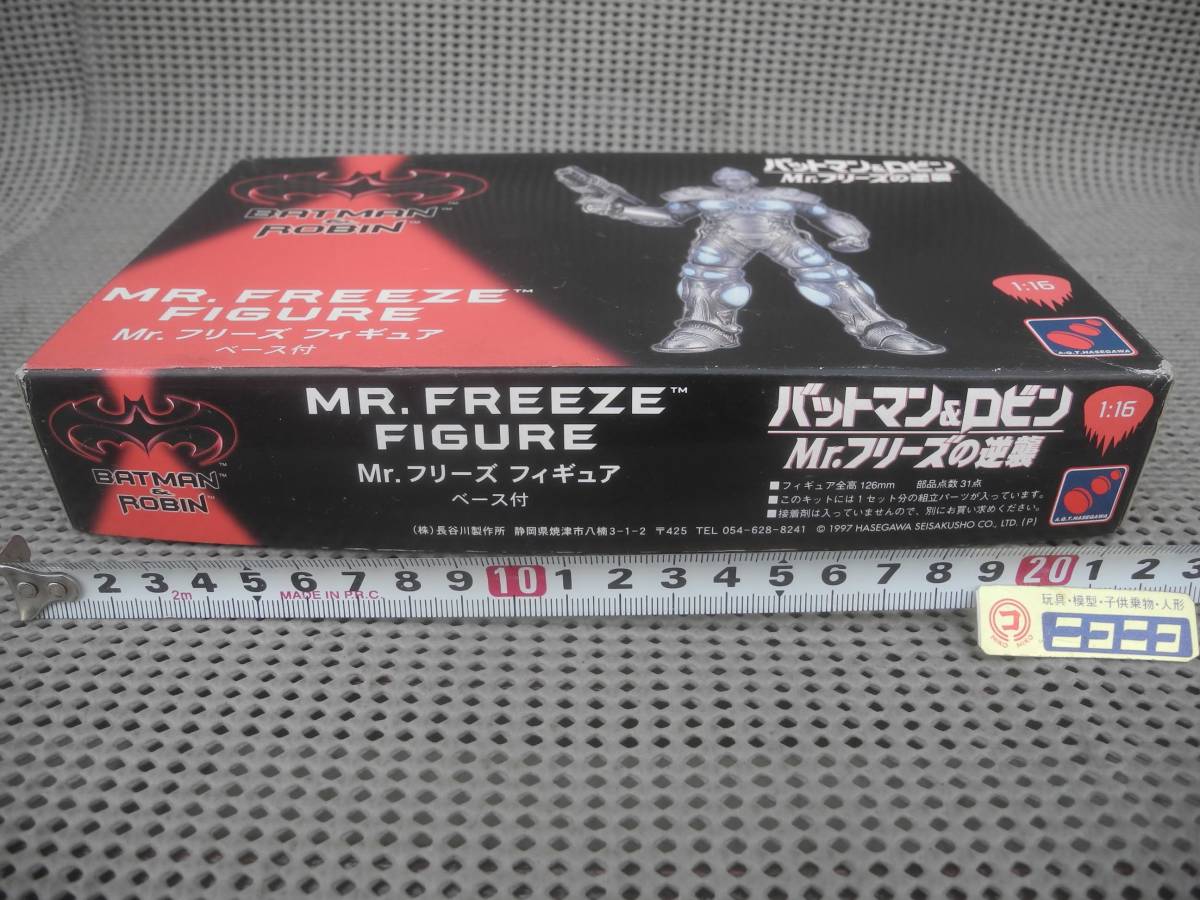 BATMAN™
&
ROBIN™
バットマン&ロビン
Mr.フリーズの逆襲
MR. FREEZE™
FIGURE
Mr. フリーズ フィギュア
ベース付
1:16
A.G.T.HASEGAWA
BATMAN™
&
ROBIN™
MR. FREEZE™
FIGURE
Mr. フリーズ フィギュア
ベース付
バットマン&ロビン
Mr.フリーズの逆襲
1:16
■フィギュア全高 126mm 部品点数 31点
■このキットには1セット分の組立パーツが入っています。
■接着剤は入っていませんので、別にお買い求めください。
A.G.T.HASEGAWA
(株)長谷川製作所 静岡県焼津市八楠3-1-2 〒425 TEL 054-628-8241 © 1997 HASEGAWA SEISAKUSHO CO., LTD. (P)
2 3 4 5 6 7 8 9 10 1 2 3 4 5 6 7 8 9 20 1 2 3
2m MADE IN P.R.C.
玩具・模型・子供乗物・人形
コ ニコニコ
NIKO NIKO